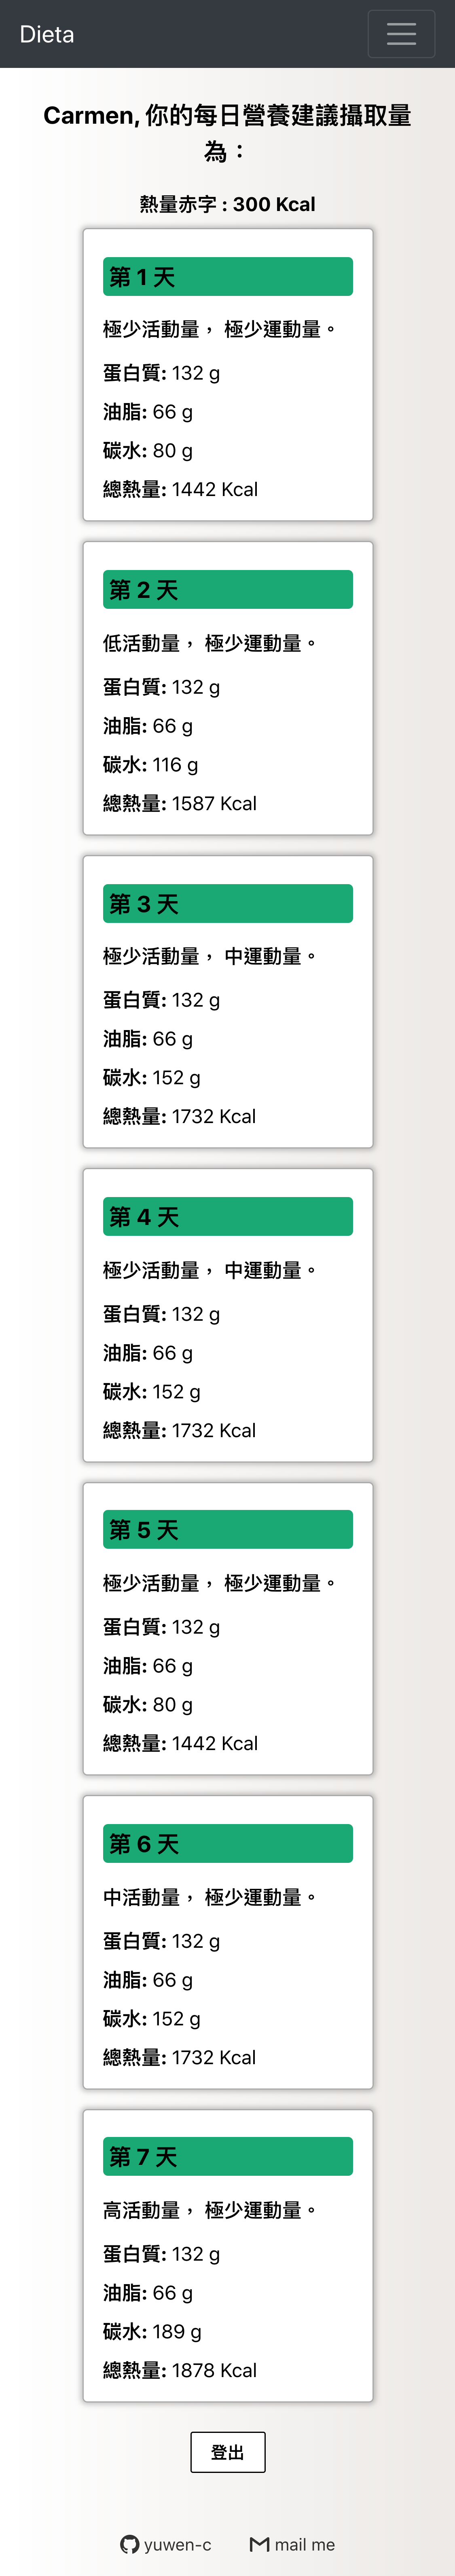 Dieta
Carmen, 你的每日營養建議攝取量
為：
熱量赤字 : 300 Kcal
第 1 天
極少活動量， 極少運動量。
蛋白質: 132 g
油脂: 66 g
碳水: 80 g
總熱量: 1442 Kcal
第 2 天
低活動量， 極少運動量。
蛋白質: 132 g
油脂: 66 g
碳水: 116 g
總熱量: 1587 Kcal
第 3 天
極少活動量， 中運動量。
蛋白質: 132 g
油脂: 66 g
碳水: 152 g
總熱量: 1732 Kcal
第 4 天
極少活動量， 中運動量。
蛋白質: 132 g
油脂: 66 g
碳水: 152 g
總熱量: 1732 Kcal
第 5 天
極少活動量， 極少運動量。
蛋白質: 132 g
油脂: 66 g
碳水: 80 g
總熱量: 1442 Kcal
第 6 天
中活動量， 極少運動量。
蛋白質: 132 g
油脂: 66 g
碳水: 152 g
總熱量: 1732 Kcal
第 7 天
高活動量， 極少運動量。
蛋白質: 132 g
油脂: 66 g
碳水: 189 g
總熱量: 1878 Kcal
登出
yuwen-c mail me